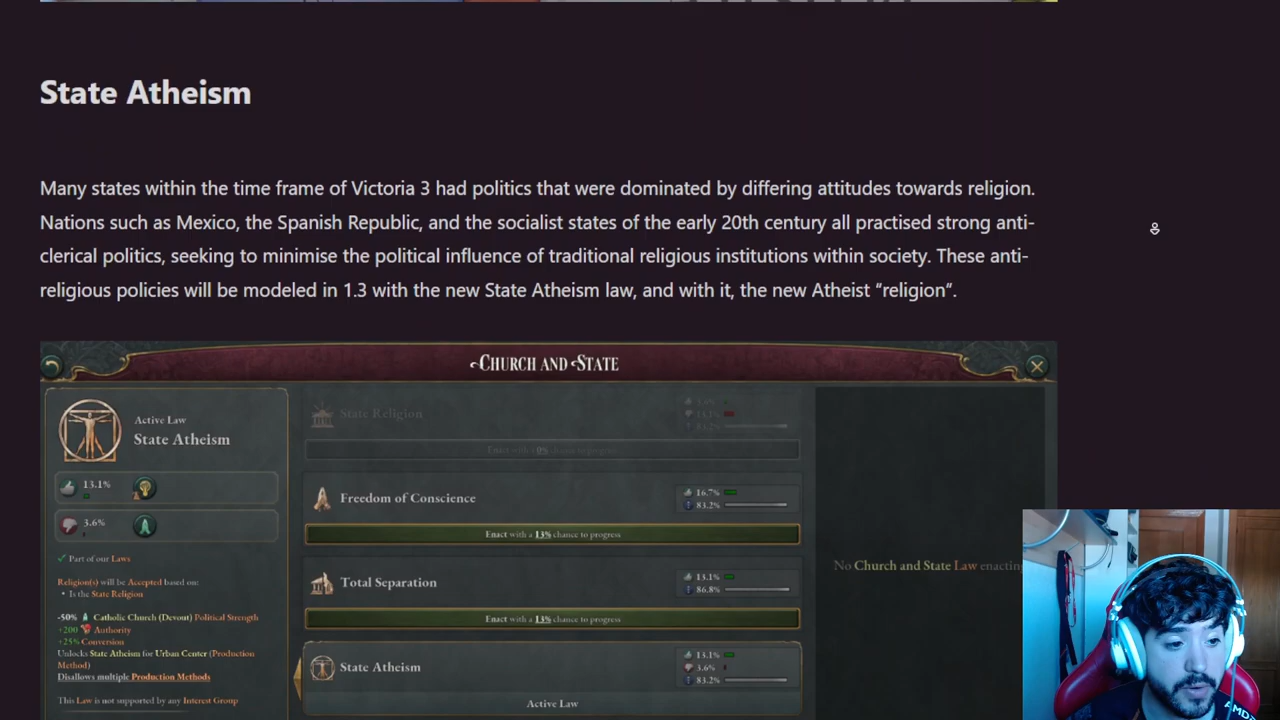 State Atheism
Many states within the time frame of Victoria 3 had politics that were dominated by differing attitudes towards religion.
Nations such as Mexico, the Spanish Republic, and the socialist states of the early 20th century all practised strong anti-
clerical politics, seeking to minimise the political influence of traditional religious institutions within society. These anti-
religious policies will be modeled in 1.3 with the new State Atheism law, and with it, the new Atheist “religion”.
CHURCH AND STATE
Active Law
State Atheism
13.1%
3.6%
Part of our Laws
Religion(s) will be Accepted based on:
• Is the State Religion
-50% Catholic Church (Devout) Political Strength
+200 Authority
+25% Conversion
Unlocks State Atheism for Urban Center (Production
Method)
Disallows multiple Production Methods
This Law is not supported by any Interest Group
State Religion
Enact with a 0% chance to progress
Freedom of Conscience
16.7%
83.2%
Enact with a 13% chance to progress
Total Separation
13.1%
86.8%
Enact with a 13% chance to progress
State Atheism
13.1%
3.6%
83.2%
Active Law
No Church and State Law enacting
AMD